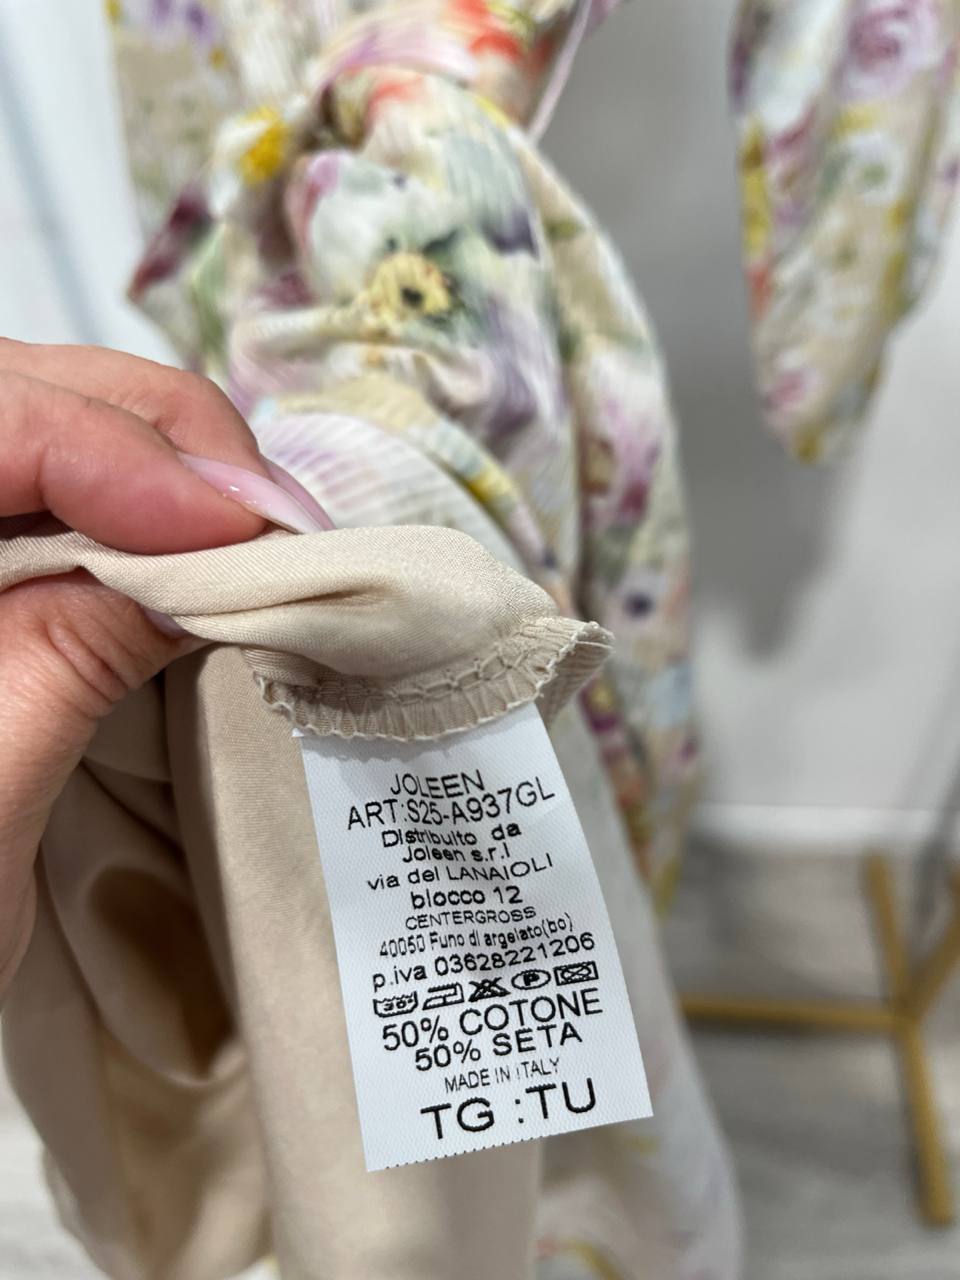 JOLEEN
ART:S25-A937GL
Distribuito da
Joleen s.r.l
via del LANAIOLI
blocco 12
CENTERGROSS
40050 Funo di argelato(bo)
p.iva 03628221206
30°
P
50% COTONE
50% SETA
MADE IN ITALY
TG :TU